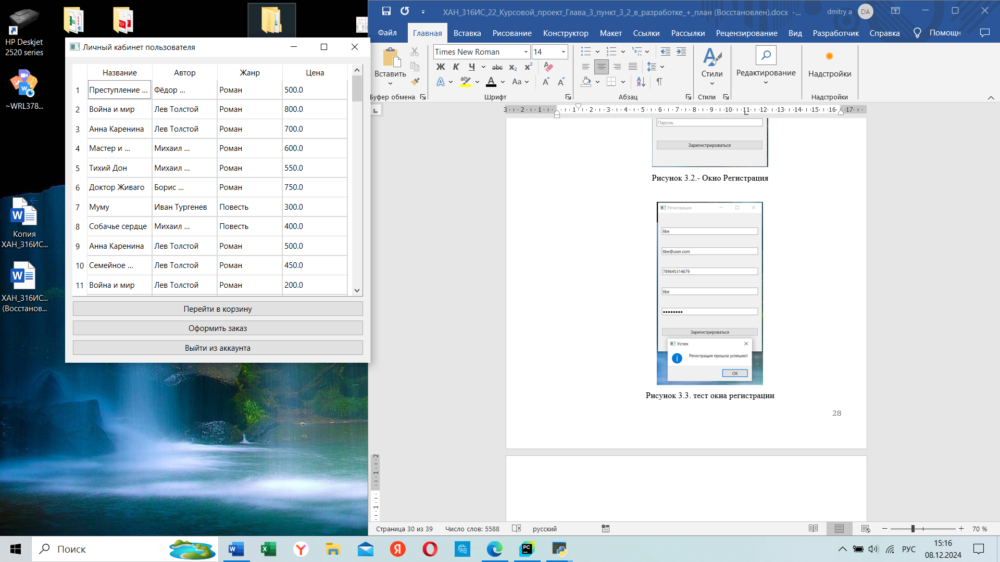 HP Deskjet
2520 series
~WRL378...
Копия
ХАН_316ИС...
ХАН_316ИС...
(Восстанов...
Личный кабинет пользователя
Название Автор Жанр Цена
1 Преступление ... Фёдор ... Роман 500.0
2 Война и мир Лев Толстой Роман 800.0
3 Анна Каренина Лев Толстой Роман 700.0
4 Мастер и ... Михаил ... Роман 600.0
5 Тихий Дон Михаил ... Роман 550.0
6 Доктор Живаго Борис ... Роман 750.0
7 Муму Иван Тургенев Повесть 300.0
8 Собачье сердце Михаил ... Повесть 400.0
9 Анна Каренина Лев Толстой Роман 500.0
10 Семейное ... Лев Толстой Роман 450.0
11 Война и мир Лев Толстой Роман 200.0
Перейти в корзину
Оформить заказ
Выйти из аккаунта
ХАН_316ИС_22_Курсовой_проект_Глава_3_пункт_3_2_в_разработке_+_план (Восстановлен).docx -...
dmitry a DA
Файл Главная Вставка Рисование Конструктор Макет Ссылки Рассылки Рецензирование Вид Разработчик Справка Помощн
Вставить
Times New Roman 14
Ж К Ч abc x₂ x²
А ab А Aa А А
Стили
Редактирование
Надстройки
Буфер обмена Шрифт Абзац Стили Надстройки
3 2 1 1 2 3 4 5 6 7 8 9 10 11 12 13 14 15 16 17
Пароль
Зарегистрироваться
Рисунок 3.2.- Окно Регистрация
Регистрация
libe
libe@user.com
789645314679
libe
••••••••
Зарегистрироваться
Успех
Регистрация прошла успешно!
OK
Рисунок 3.3. тест окна регистрации
28
2 1 1
Страница 30 из 39 Число слов: 5588 русский 70 %
Поиск
РУС
15:16
08.12.2024